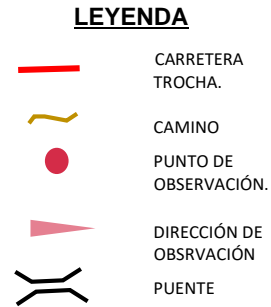 LEYENDA
CARRETERA
TROCHA.
CAMINO
PUNTO DE
OBSERVACIÓN.
DIRECCIÓN DE
OBSRVACIÓN
PUENTE